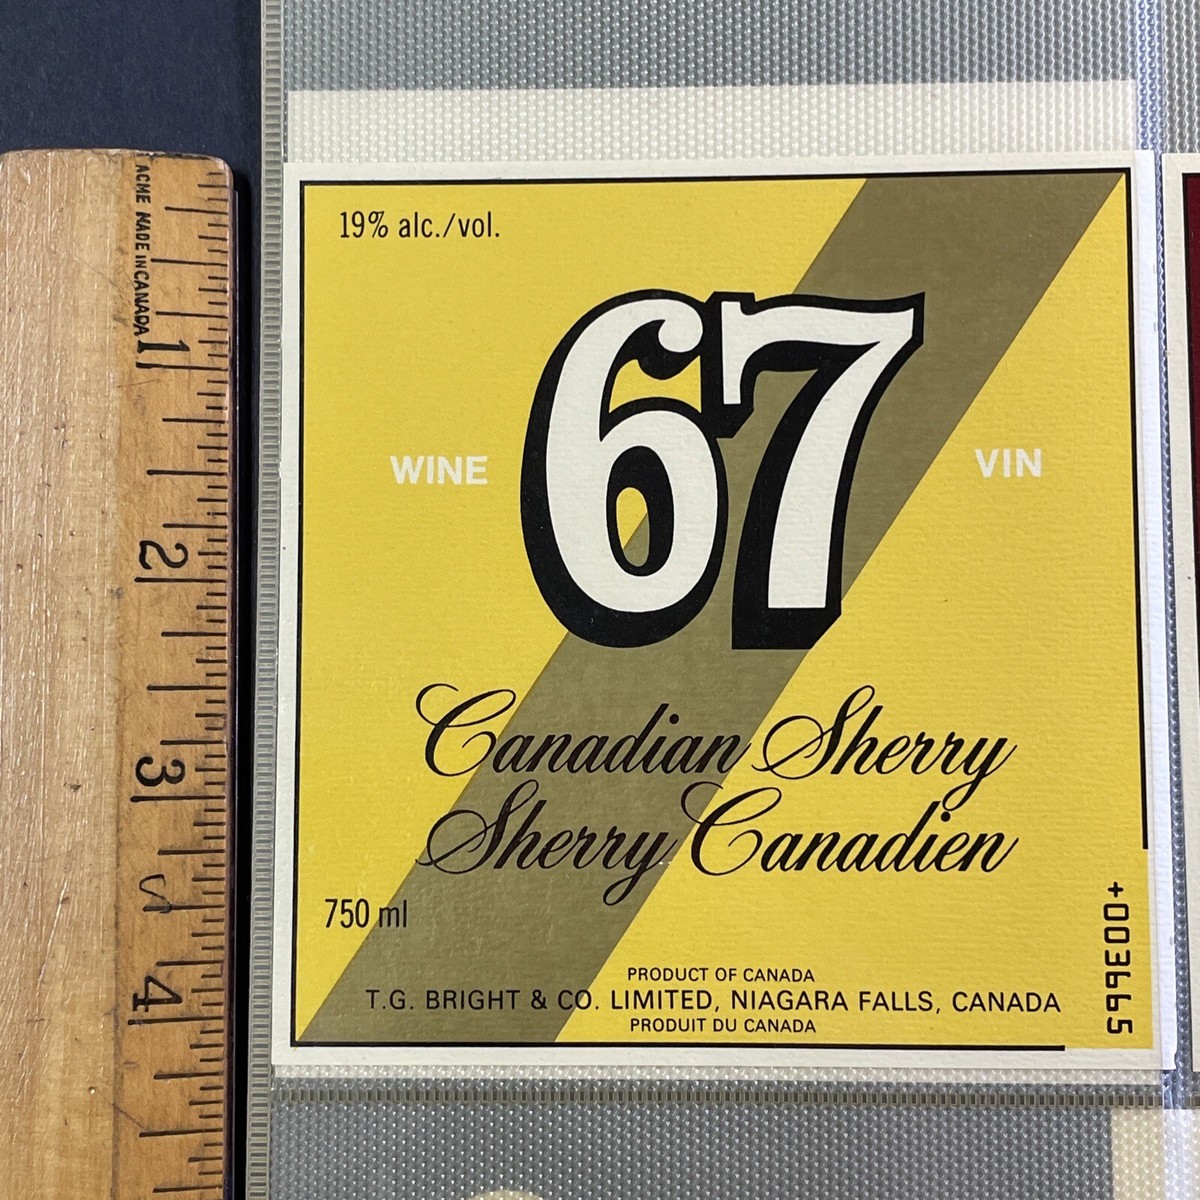 ACME MADE IN CANADA
1
2
3
4
19% alc./vol.
67
WINE
VIN
Canadian Sherry
Sherry Canadien
750 ml
PRODUCT OF CANADA
T.G. BRIGHT & CO. LIMITED, NIAGARA FALLS, CANADA
PRODUIT DU CANADA
+003665